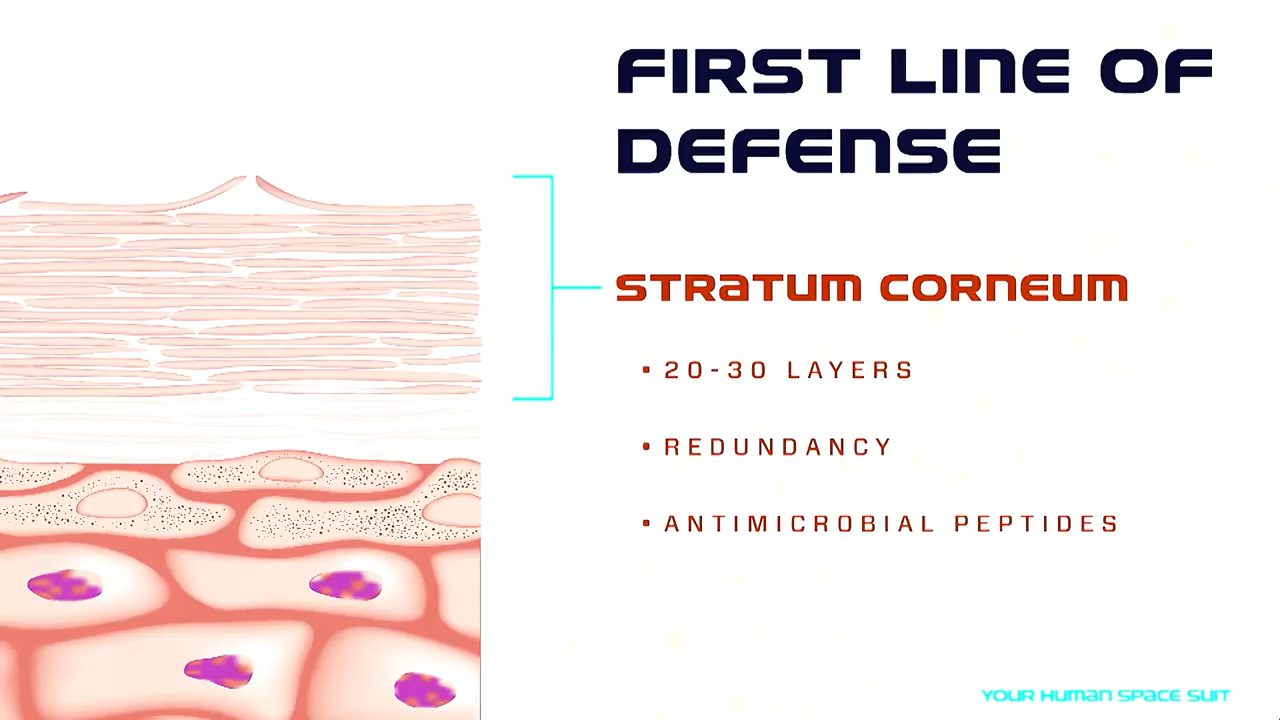 FIRST LINE OF
DEFENSE
STRATUM CORNEUM
• 20-30 LAYERS
• REDUNDANCY
• ANTIMICROBIAL PEPTIDES
YOUR HUMAN SPACE SUIT